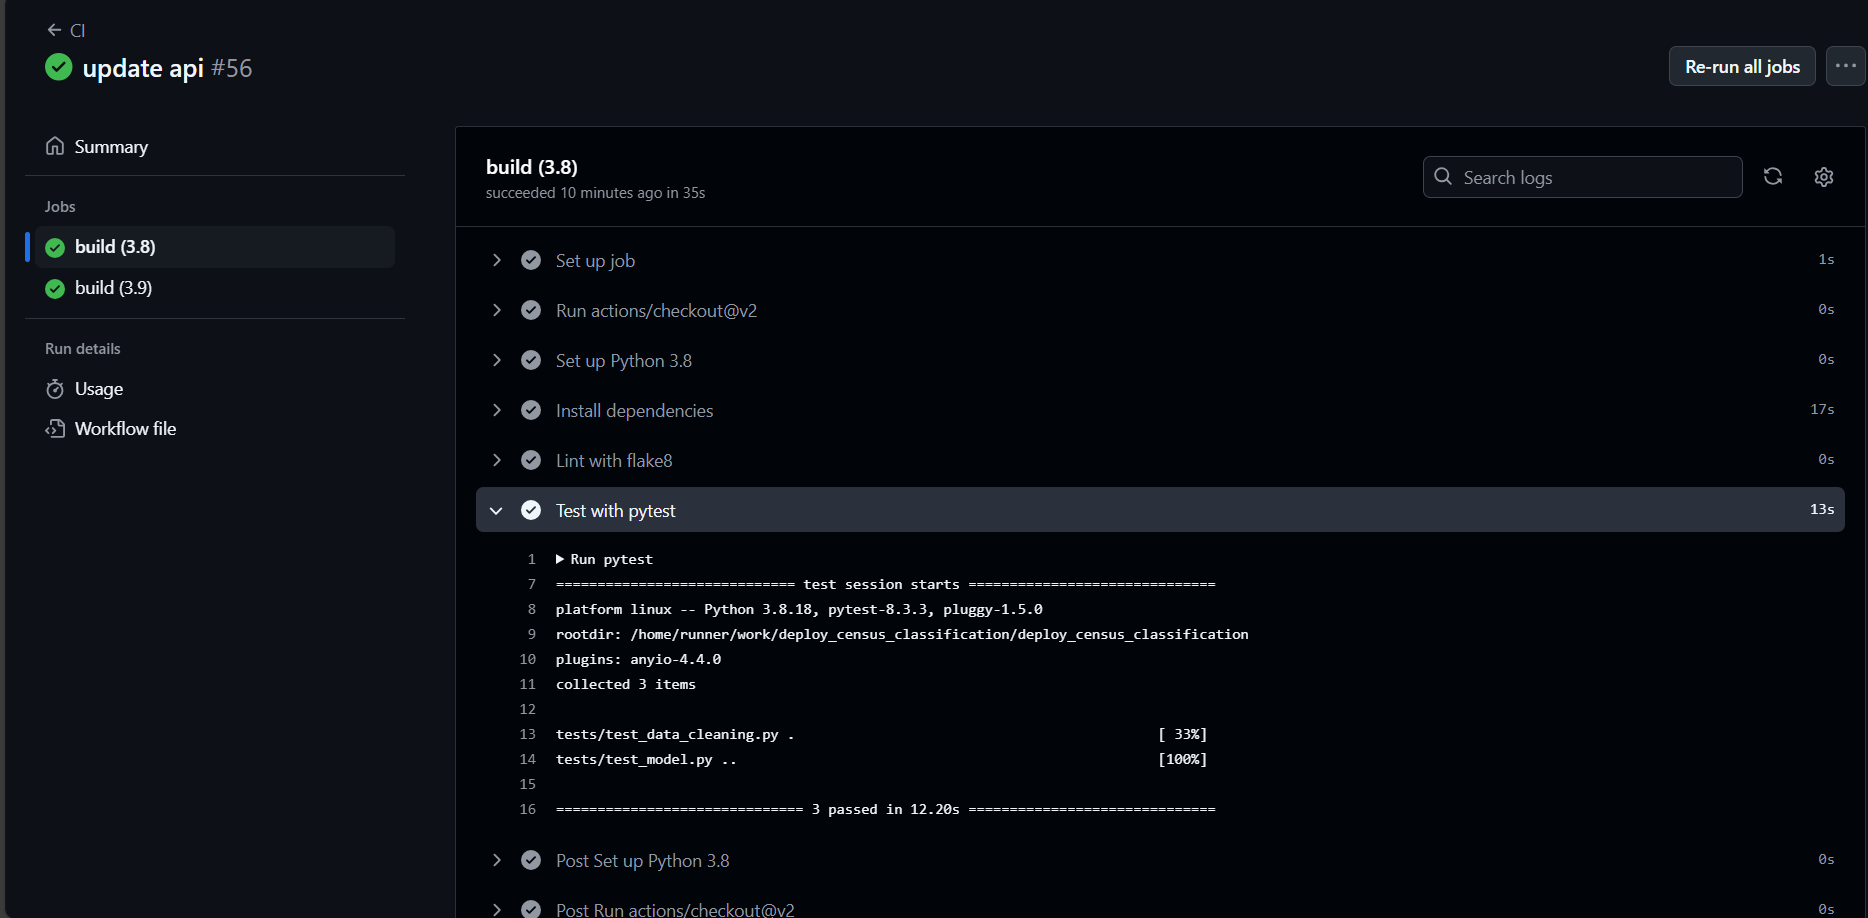 CI
update api #56
Re-run all jobs
Summary
Jobs
build (3.8)
build (3.9)
Run details
Usage
Workflow file
build (3.8)
succeeded 10 minutes ago in 35s
Search logs
Set up job 1s
Run actions/checkout@v2 0s
Set up Python 3.8 0s
Install dependencies 17s
Lint with flake8 0s
Test with pytest 13s
1 Run pytest
7 ============================= test session starts ==============================
8 platform linux -- Python 3.8.18, pytest-8.3.3, pluggy-1.5.0
9 rootdir: /home/runner/work/deploy_census_classification/deploy_census_classification
10 plugins: anyio-4.4.0
11 collected 3 items
12
13 tests/test_data_cleaning.py . [ 33%]
14 tests/test_model.py .. [100%]
15
16 ============================== 3 passed in 12.20s ==============================
Post Set up Python 3.8 0s
Post Run actions/checkout@v2 0s